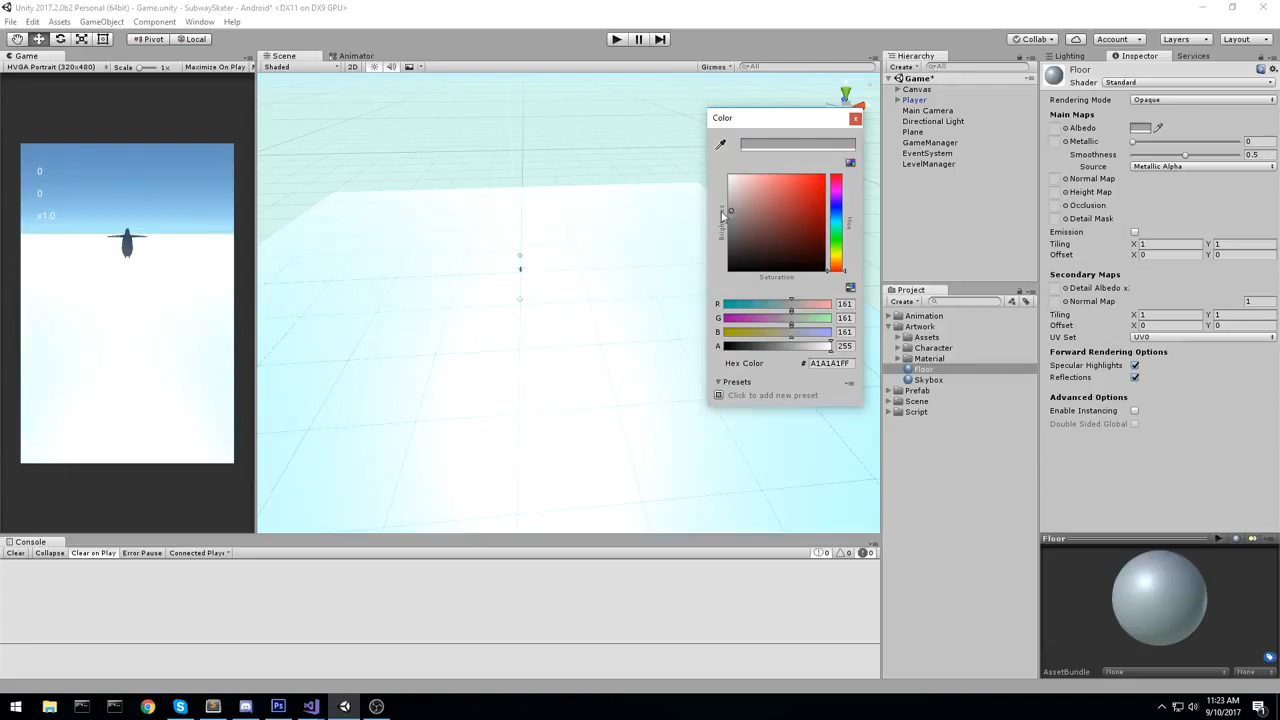 Unity 2017.2.0b2 Personal (64bit) - Game.unity - SubwaySkater - Android* <DX11 on DX9 GPU>
File Edit Assets GameObject Component Window Help
Pivot Local Collab Account Layers Layout
Game Scene Animator Hierarchy Lighting Inspector Services
HVGA Portrait (320x480) Scale 1x Maximize On Play Shaded 2D Gizmos All Create All
Floor
Shader Standard
Game*
Canvas
Player
Main Camera
Directional Light
Plane
GameManager
EventSystem
LevelManager
Rendering Mode Opaque
Main Maps
Albedo
Metallic 0
Smoothness 0.5
Source Metallic Alpha
Normal Map
Height Map
Occlusion
Detail Mask
Emission
Tiling X 1 Y 1
Offset X 0 Y 0
Secondary Maps
Detail Albedo x:
Normal Map 1
Tiling X 1 Y 1
Offset X 0 Y 0
UV Set UV0
Forward Rendering Options
Specular Highlights
Reflections
Advanced Options
Enable Instancing
Double Sided Global
Color
Hue
Saturation
R 161
G 161
B 161
A 255
Hex Color # A1A1A1FF
Presets
Click to add new preset
0
0
x1.0
Project
Create
Animation
Artwork
Assets
Character
Material
Floor
Skybox
Prefab
Scene
Script
Console
Clear Collapse Clear on Play Error Pause Connected Playe 0 0 0
Floor
AssetBundle None None
11:23 AM
9/10/2017